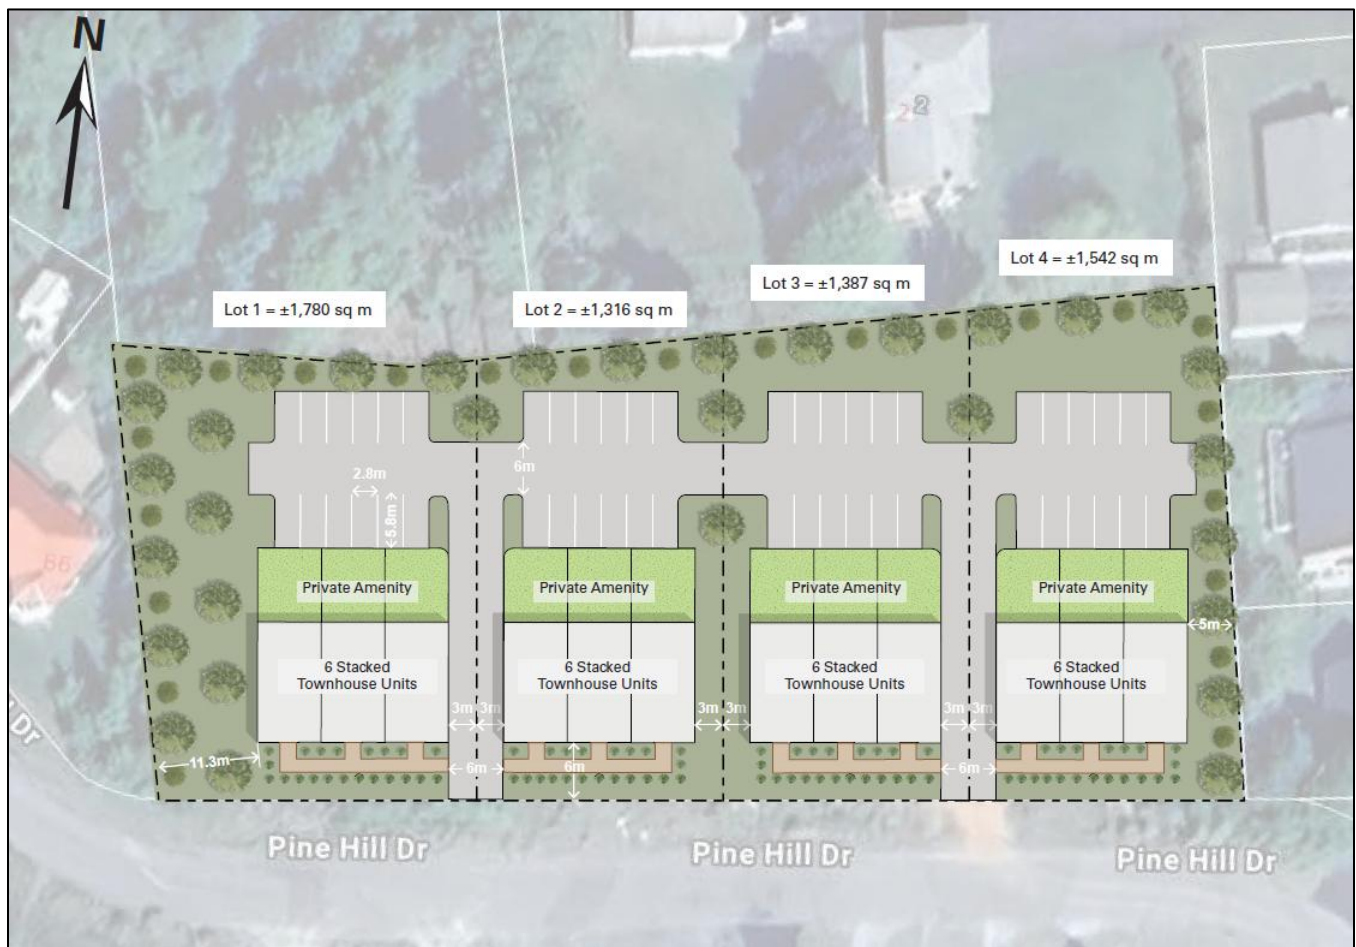 N
2
2
Lot 4 = ±1,542 sq m
Lot 3 = ±1,387 sq m
Lot 1 = ±1,780 sq m
Lot 2 = ±1,316 sq m
6m
2.8m
5.8m
86
Private Amenity
Private Amenity
Private Amenity
Private Amenity
5m
6 Stacked
Townhouse Units
6 Stacked
Townhouse Units
6 Stacked
Townhouse Units
6 Stacked
Townhouse Units
Dr
3m
3m
3m
3m
3m
3m
11.3m
6m
6m
6m
Pine Hill Dr
Pine Hill Dr
Pine Hill Dr